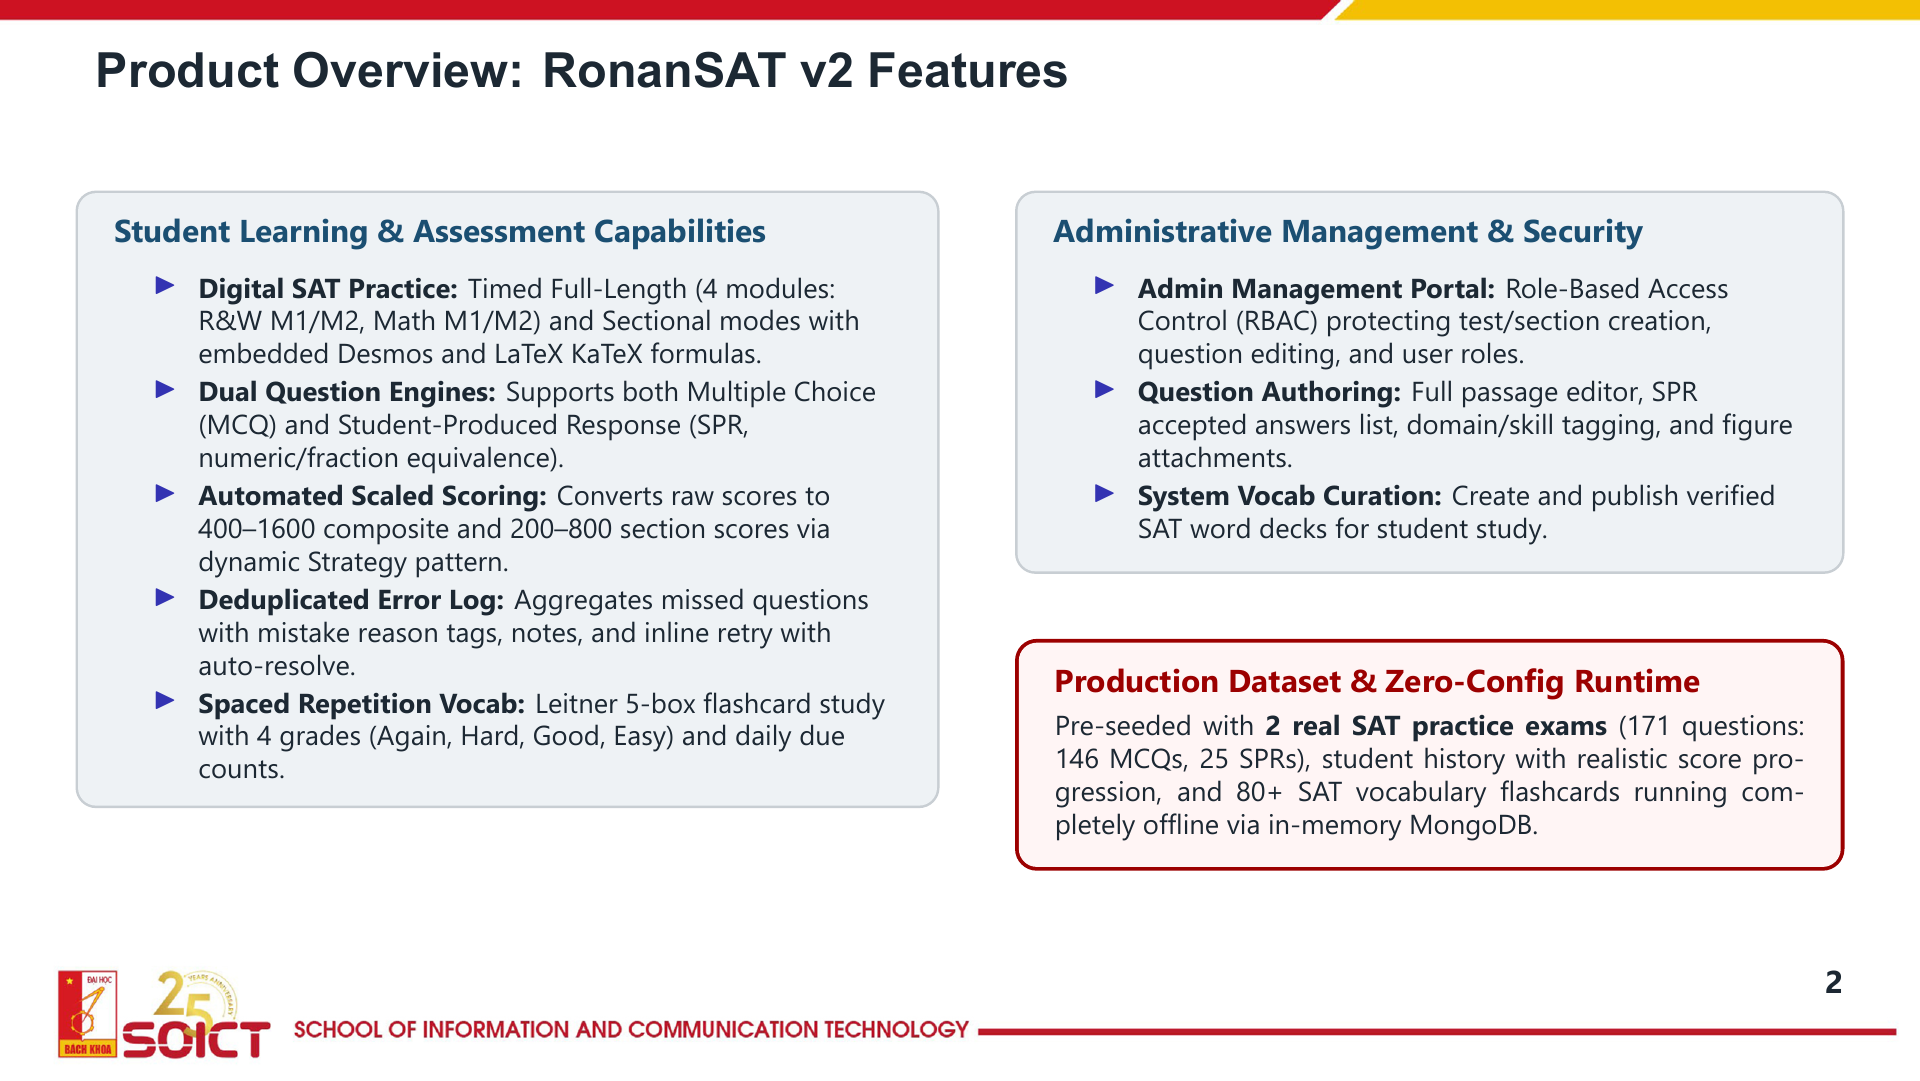 Product Overview: RonanSAT v2 Features
Student Learning & Assessment Capabilities
Digital SAT Practice: Timed Full-Length (4 modules:
R&W M1/M2, Math M1/M2) and Sectional modes with
embedded Desmos and LaTeX KaTeX formulas.
Dual Question Engines: Supports both Multiple Choice
(MCQ) and Student-Produced Response (SPR,
numeric/fraction equivalence).
Automated Scaled Scoring: Converts raw scores to
400–1600 composite and 200–800 section scores via
dynamic Strategy pattern.
Deduplicated Error Log: Aggregates missed questions
with mistake reason tags, notes, and inline retry with
auto-resolve.
Spaced Repetition Vocab: Leitner 5-box flashcard study
with 4 grades (Again, Hard, Good, Easy) and daily due
counts.
Administrative Management & Security
Admin Management Portal: Role-Based Access
Control (RBAC) protecting test/section creation,
question editing, and user roles.
Question Authoring: Full passage editor, SPR
accepted answers list, domain/skill tagging, and figure
attachments.
System Vocab Curation: Create and publish verified
SAT word decks for student study.
Production Dataset & Zero-Config Runtime
Pre-seeded with 2 real SAT practice exams (171 questions:
146 MCQs, 25 SPRs), student history with realistic score pro-
gression, and 80+ SAT vocabulary flashcards running com-
pletely offline via in-memory MongoDB.
2
ĐẠI HỌC
BÁCH KHOA
25
YEARS ANNIVERSARY
SOICT
SCHOOL OF INFORMATION AND COMMUNICATION TECHNOLOGY